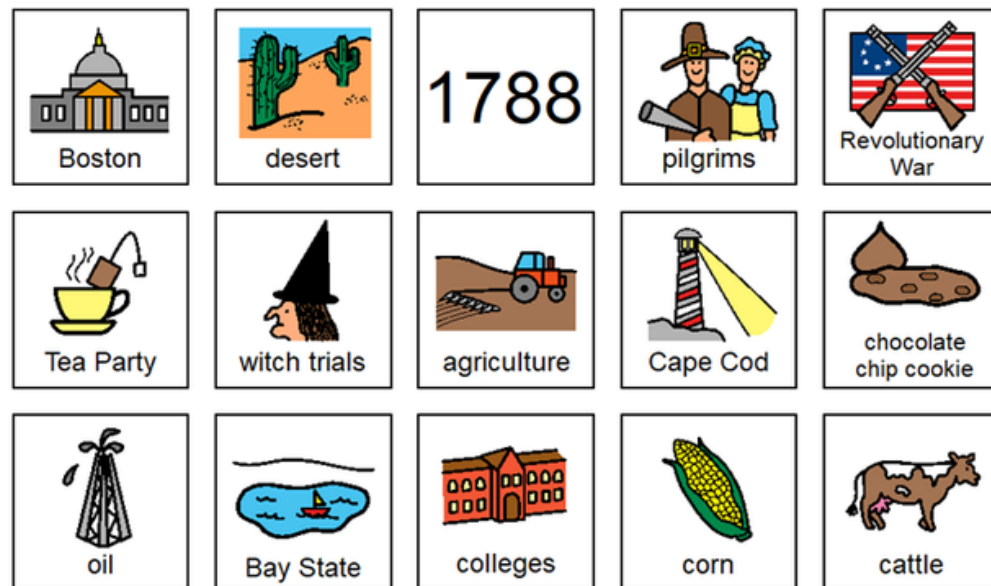 Boston
desert
1788
pilgrims
Revolutionary
War
Tea Party
witch trials
agriculture
Cape Cod
chocolate
chip cookie
oil
Bay State
colleges
corn
cattle